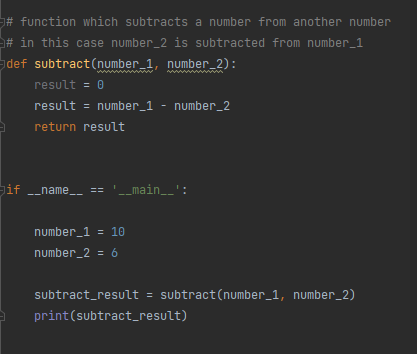 # function which subtracts a number from another number
# in this case number_2 is subtracted from number_1
def subtract(number_1, number_2):
    result = 0
    result = number_1 - number_2
    return result
if __name__ == '__main__':
    number_1 = 10
    number_2 = 6
    subtract_result = subtract(number_1, number_2)
    print(subtract_result)